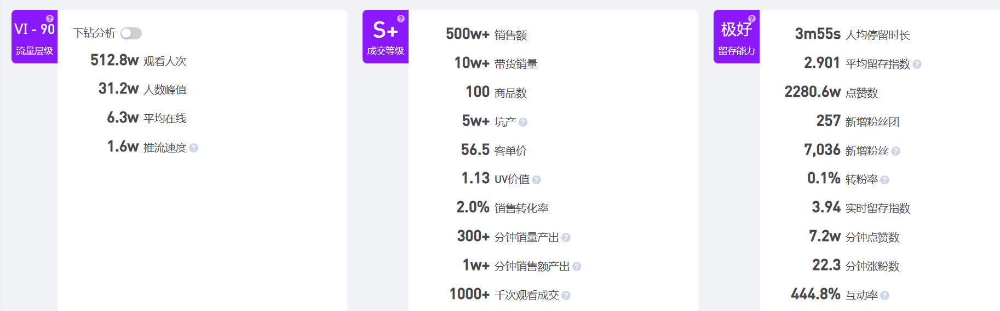 VI - 90
流量层级
下钻分析
512.8w 观看人次
31.2w 人数峰值
6.3w 平均在线
1.6w 推流速度 ?
S+
成交等级
500w+ 销售额
10w+ 带货销量
100 商品数
5w+ 坑产 ?
56.5 客单价
1.13 UV价值 ?
2.0% 销售转化率
300+ 分钟销量产出 ?
1w+ 分钟销售额产出 ?
1000+ 千次观看成交 ?
极好
留存能力
3m55s 人均停留时长
2.901 平均留存指数 ?
2280.6w 点赞数
257 新增粉丝团
7,036 新增粉丝 ?
0.1% 转粉率 ?
3.94 实时留存指数
7.2w 分钟点赞数
22.3 分钟涨粉数
444.8% 互动率 ?